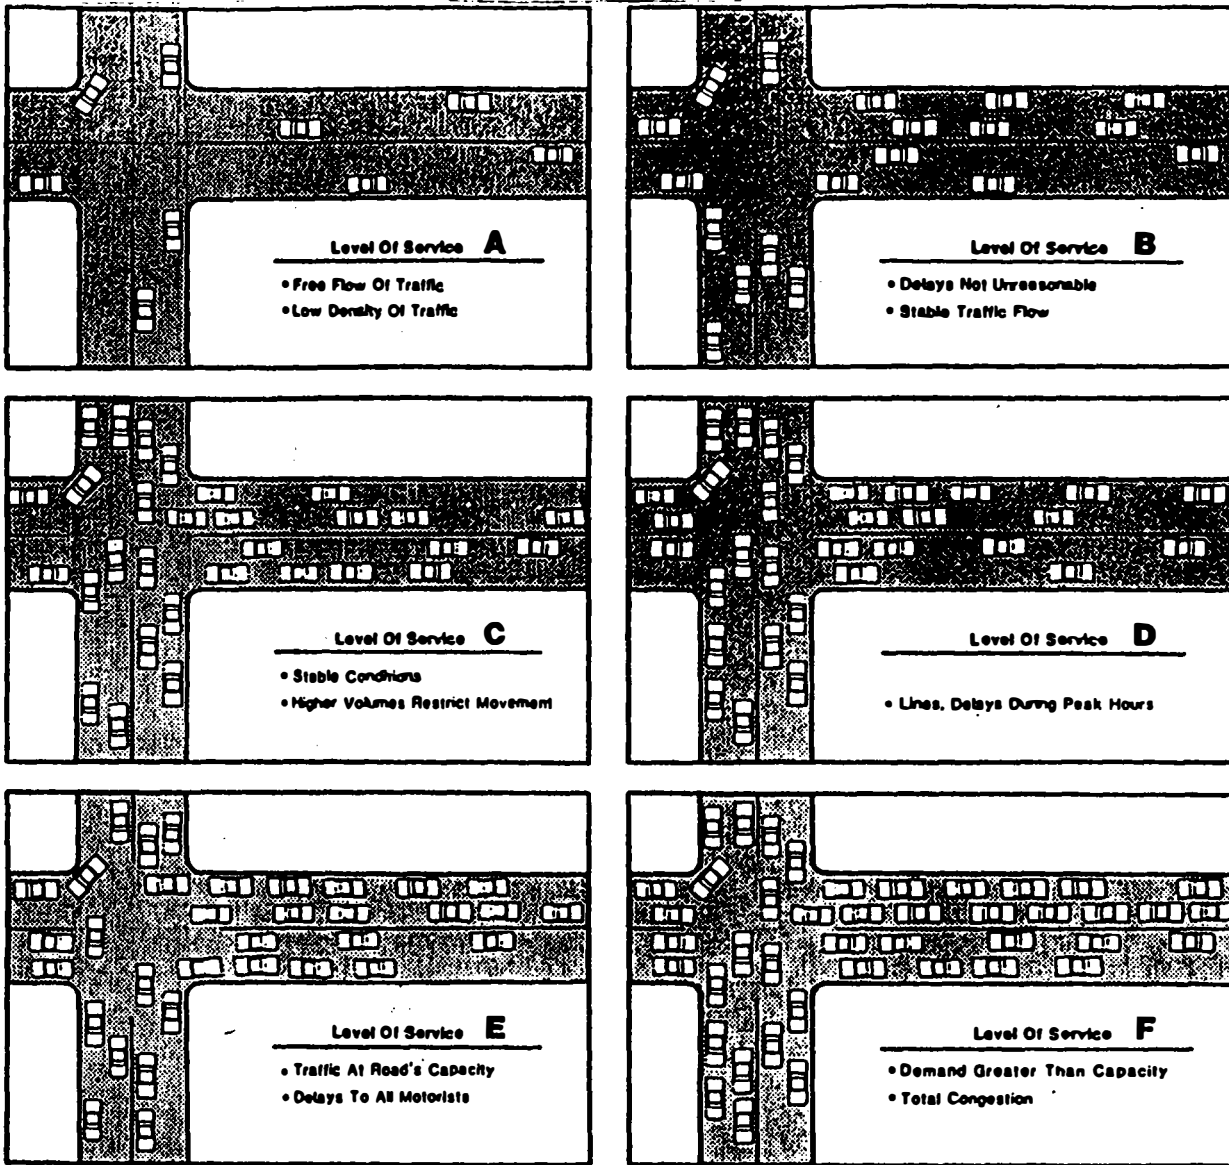 Level Of Service A
• Free Flow Of Traffic
• Low Density Of Traffic
Level Of Service B
• Delays Not Unreasonable
• Stable Traffic Flow
Level Of Service C
• Stable Conditions
• Higher Volumes Restrict Movement
Level Of Service D
• Lines, Delays During Peak Hours
Level Of Service E
• Traffic At Road's Capacity
• Delays To All Motorists
Level Of Service F
• Demand Greater Than Capacity
• Total Congestion